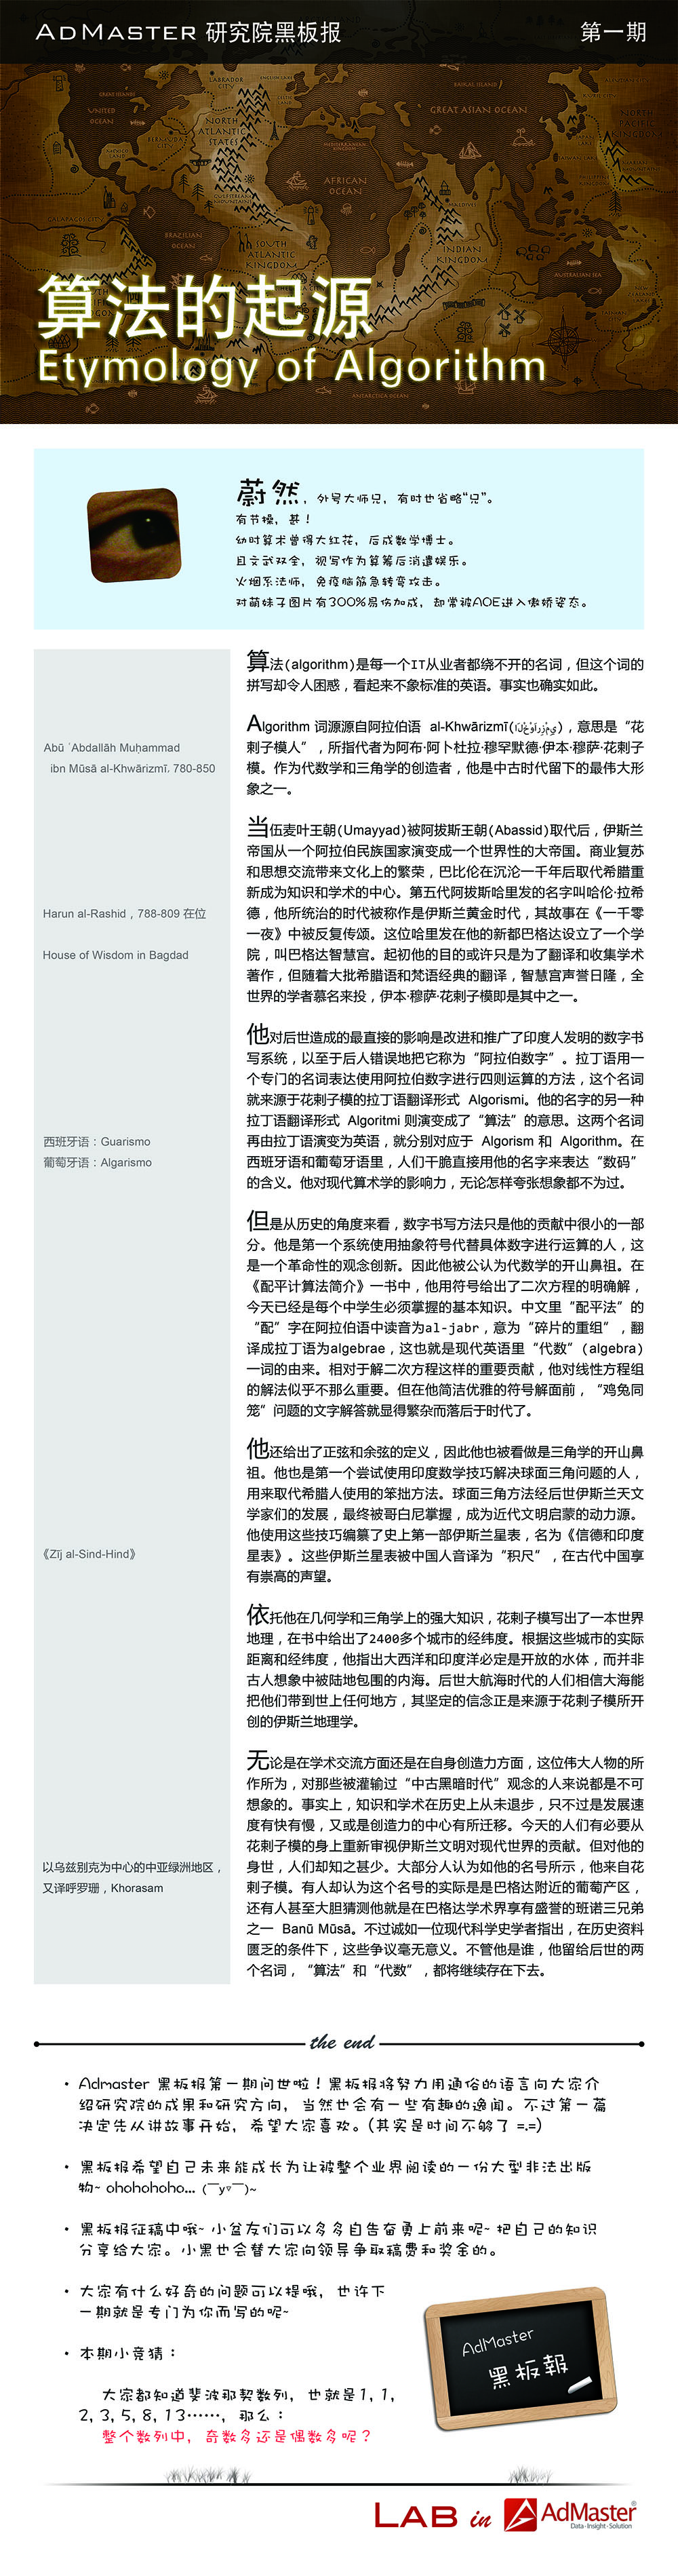 ADMASTER 研究院黑板报 第一期
LABRADOR CITY
GREAT ASIAN OCEAN
UNITED OCEAN
NORTH ATLANTIC STATES
NORTH PACIFIC KINGDOM
AFRICAN OCEAN
MALDIVES
BRAZILIAN OCEAN
SOUTH ATLANTIC KINGDOM
INDIAN KINGDOM
AUSTRALIAN SEA
ANTARCTICA OCEAN
算法的起源
Etymology of Algorithm
蔚然，外号大师兄，有时也省略“兄”。
有节操，甚！
幼时算术曾得大红花，后成数学博士。
且文武双全，视写作为算筹后消遣娱乐。
火烟系法师，免疫脑筋急转弯攻击。
对萌妹子图片有300%易伤加成，却常被AOE进入傲娇姿态。
算法(algorithm)是每一个IT从业者都绕不开的名词，但这个词的
拼写却令人困惑，看起来不象标准的英语。事实也确实如此。
Abū ʿAbdallāh Muḥammad
ibn Mūsā al-Khwārizmī, 780-850
Algorithm 词源源自阿拉伯语 al-Khwārizmī(الخوارزمي)，意思是“花
剌子模人”，所指代者为阿布·阿卜杜拉·穆罕默德·伊本·穆萨·花剌子
模。作为代数学和三角学的创造者，他是中古时代留下的最伟大形
象之一。
当伍麦叶王朝(Umayyad)被阿拔斯王朝(Abassid)取代后，伊斯兰
帝国从一个阿拉伯民族国家演变成一个世界性的大帝国。商业复苏
和思想交流带来文化上的繁荣，巴比伦在沉沦一千年后取代希腊重
新成为知识和学术的中心。第五代阿拔斯哈里发的名字叫哈伦·拉希
德，他所统治的时代被称作是伊斯兰黄金时代，其故事在《一千零
一夜》中被反复传颂。这位哈里发在他的新都巴格达设立了一个学
院，叫巴格达智慧宫。起初他的目的或许只是为了翻译和收集学术
著作，但随着大批希腊语和梵语经典的翻译，智慧宫声誉日隆，全
世界的学者慕名来投，伊本·穆萨·花剌子模即是其中之一。
Harun al-Rashid，788-809 在位
House of Wisdom in Bagdad
他对后世造成的最直接的影响是改进和推广了印度人发明的数字书
写系统，以至于后人错误地把它称为“阿拉伯数字”。拉丁语用一
个专门的名词表达使用阿拉伯数字进行四则运算的方法，这个名词
就来源于花剌子模的拉丁语翻译形式 Algorismi。他的名字的另一种
拉丁语翻译形式 Algoritmi 则演变成了“算法”的意思。这两个名词
再由拉丁语演变为英语，就分别对应于 Algorism 和 Algorithm。在
西班牙语和葡萄牙语里，人们干脆直接用他的名字来表达“数码”
的含义。他对现代算术学的影响力，无论怎样夸张想象都不为过。
西班牙语：Guarismo
葡萄牙语：Algarismo
但是从历史的角度来看，数字书写方法只是他的贡献中很小的一部
分。他是第一个系统使用抽象符号代替具体数字进行运算的人，这
是一个革命性的观念创新。因此他被公认为代数学的开山鼻祖。在
《配平计算法简介》一书中，他用符号给出了二次方程的明确解，
今天已经是每个中学生必须掌握的基本知识。中文里“配平法”的
“配”字在阿拉伯语中读音为al-jabr，意为“碎片的重组”，翻
译成拉丁语为algebrae，这也就是现代英语里“代数”(algebra)
一词的由来。相对于解二次方程这样的重要贡献，他对线性方程组
的解法似乎不那么重要。但在他简洁优雅的符号解面前，“鸡兔同
笼”问题的文字解答就显得繁杂而落后于时代了。
他还给出了正弦和余弦的定义，因此他也被看做是三角学的开山鼻
祖。他也是第一个尝试使用印度数学技巧解决球面三角问题的人，
用来取代希腊人使用的笨拙方法。球面三角方法经后世伊斯兰天文
学家们的发展，最终被哥白尼掌握，成为近代文明启蒙的动力源。
他使用这些技巧编纂了史上第一部伊斯兰星表，名为《信德和印度
星表》。这些伊斯兰星表被中国人音译为“积尺”，在古代中国享
有崇高的声望。
《Zīj al-Sind-Hind》
依托他在几何学和三角学上的强大知识，花剌子模写出了一本世界
地理，在书中给出了2400多个城市的经纬度。根据这些城市的实际
距离和经纬度，他指出大西洋和印度洋必定是开放的水体，而并非
古人想象中被陆地包围的内海。后世大航海时代的人们相信大海能
把他们带到世上任何地方，其坚定的信念正是来源于花剌子模所开
创的伊斯兰地理学。
无论是在学术交流方面还是在自身创造力方面，这位伟大人物的所
作所为，对那些被灌输过“中古黑暗时代”观念的人来说都是不可
想象的。事实上，知识和学术在历史上从未退步，只不过是发展速
度有快有慢，又或是创造力的中心有所迁移。今天的人们有必要从
花剌子模的身上重新审视伊斯兰文明对现代世界的贡献。但对他的
身世，人们却知之甚少。大部分人认为如他的名号所示，他来自花
剌子模。有人却认为这个名号的实际是是巴格达附近的葡萄产区，
还有人甚至大胆猜测他就是在巴格达学术界享有盛誉的班诺三兄弟
之一 Banū Mūsā。不过诚如一位现代科学史学者指出，在历史资料
匮乏的条件下，这些争议毫无意义。不管他是谁，他留给后世的两
个名词，“算法”和“代数”，都将继续存在下去。
以乌兹别克为中心的中亚绿洲地区，
又译呼罗珊，Khorasam
the end
• Admaster 黑板报第一期问世啦！黑板报将努力用通俗的语言向大家介
绍研究院的成果和研究方向，当然也会有一些有趣的逸闻。不过第一篇
决定先从讲故事开始，希望大家喜欢。(其实是时间不够了 =.=)
• 黑板报希望自己未来能成长为让被整个业界阅读的一份大型非法出版
物~ ohohohoho... (￣y▽￣)~
• 黑板报征稿中哦~ 小盆友们可以多多自告奋勇上前来呢~ 把自己的知识
分享给大家。小黑也会替大家向领导争取稿费和奖金的。
• 大家有什么好奇的问题可以提哦，也许下
一期就是专门为你而写的呢~
• 本期小竞猜：
大家都知道斐波那契数列，也就是1, 1,
2, 3, 5, 8, 13……，那么：
整个数列中，奇数多还是偶数多呢？
AdMaster
黑板報
LAB in AdMaster®
Data·Insight·Solution